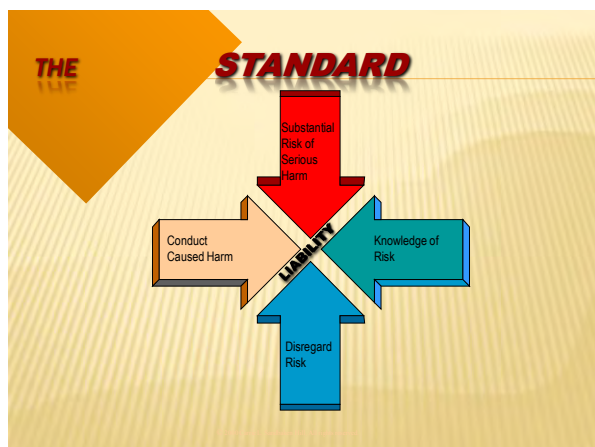 THE STANDARD
Substantial
Risk of
Serious
Harm
Conduct
Caused Harm
LIABILITY
Knowledge of
Risk
Disregard
Risk